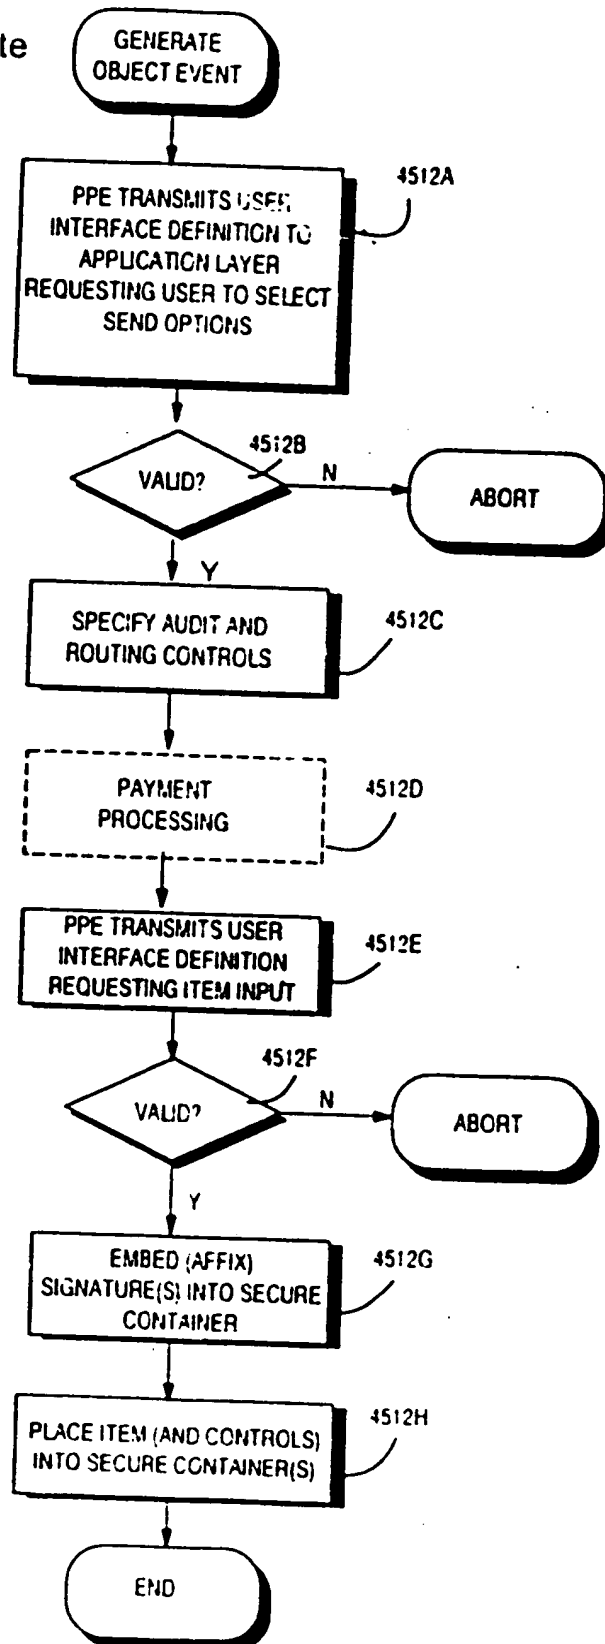 te
GENERATE
OBJECT EVENT
4512A
PPE TRANSMITS USER
INTERFACE DEFINITION TO
APPLICATION LAYER
REQUESTING USER TO SELECT
SEND OPTIONS
4512B
VALID?
N
ABORT
Y
SPECIFY AUDIT AND
ROUTING CONTROLS
4512C
PAYMENT
PROCESSING
4512D
PPE TRANSMITS USER
INTERFACE DEFINITION
REQUESTING ITEM INPUT
4512E
4512F
VALID?
N
ABORT
Y
EMBED (AFFIX)
SIGNATURE(S) INTO SECURE
CONTAINER
4512G
PLACE ITEM (AND CONTROLS)
INTO SECURE CONTAINER(S)
4512H
END